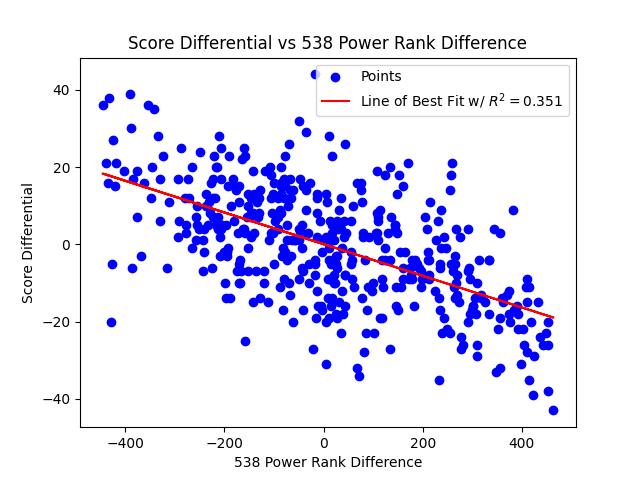 Score Differential vs 538 Power Rank Difference
Points
Line of Best Fit w/ R² = 0.351
40
20
0
−20
−40
Score Differential
−400
−200
0
200
400
538 Power Rank Difference